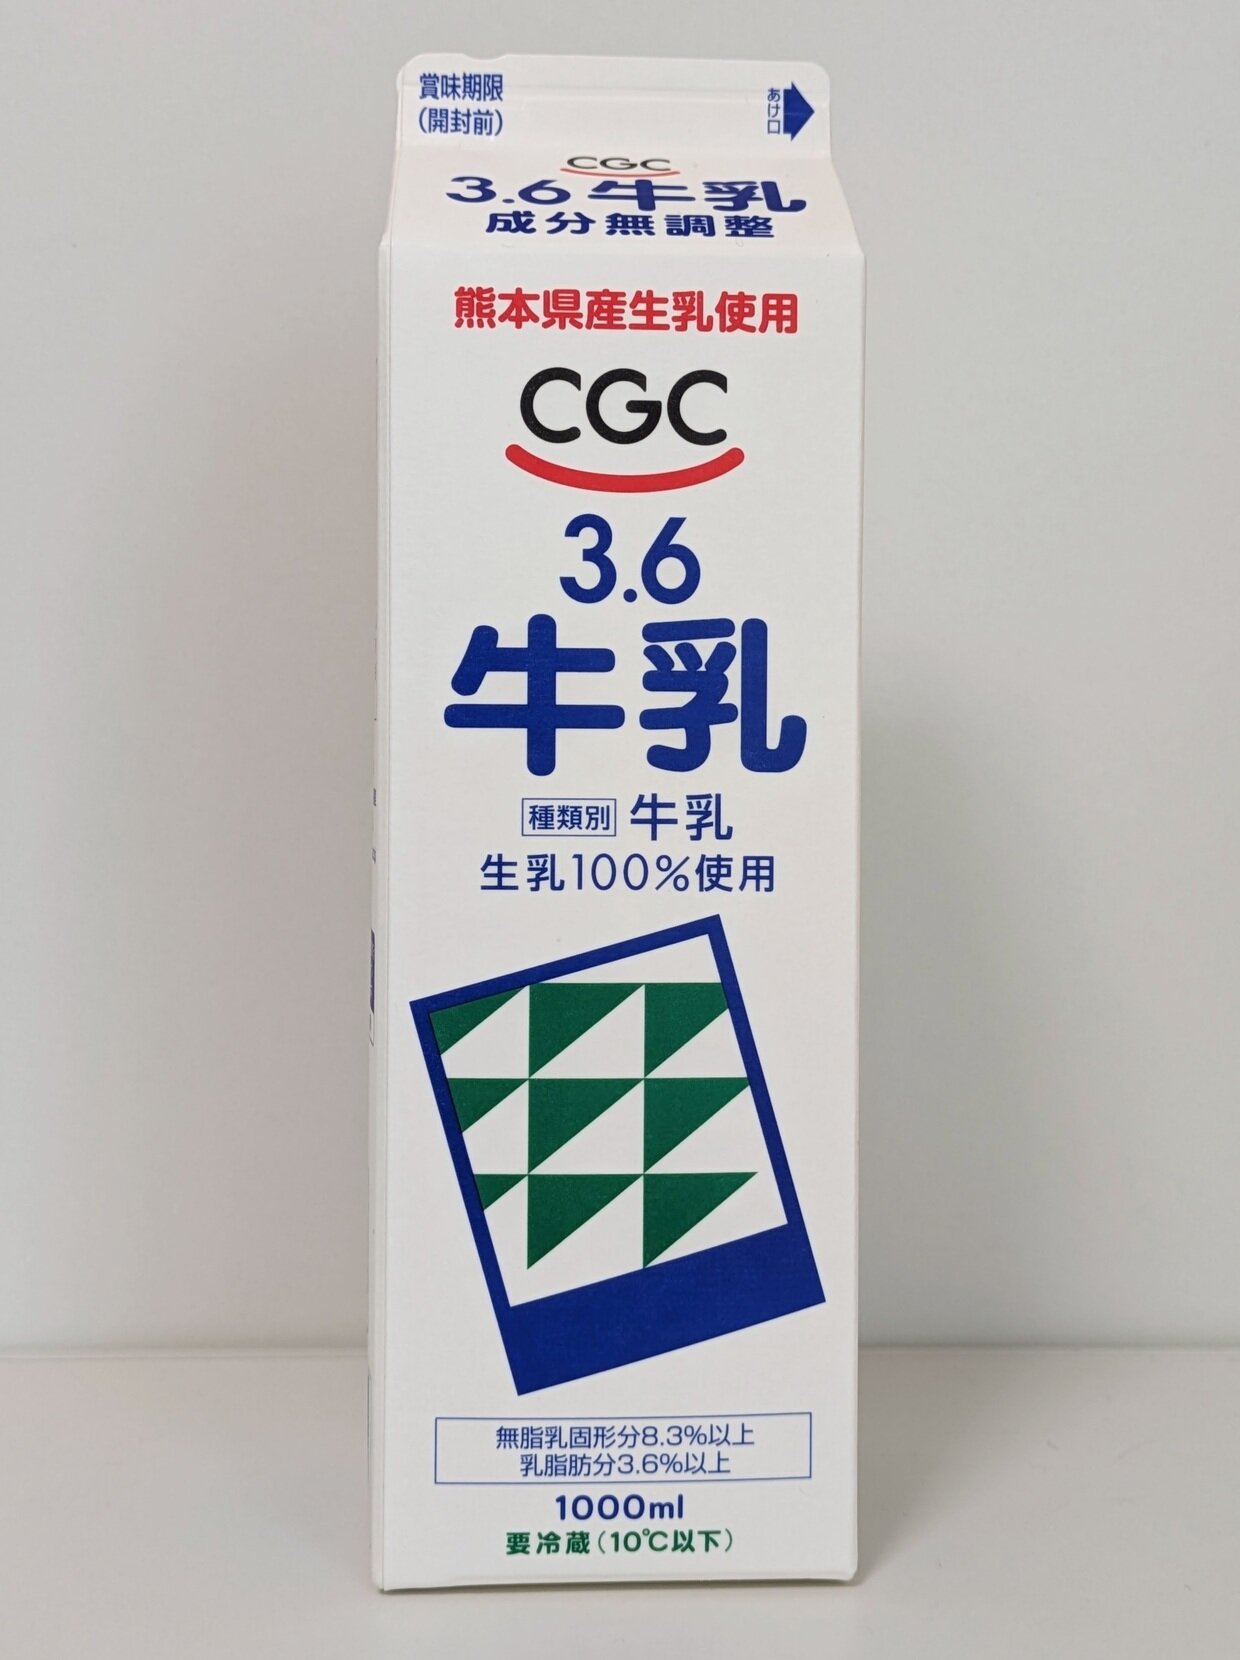 賞味期限
(開封前)
あけ口
CGC
3.6牛乳
成分無調整
熊本県産生乳使用
CGC
3.6
牛乳
種類別 牛乳
生乳100%使用
無脂乳固形分8.3%以上
乳脂肪分3.6%以上
1000ml
要冷蔵(10℃以下)